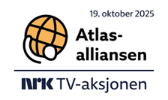 19. oktober 2025
Atlas-
alliansen
NRK TV-aksjonen